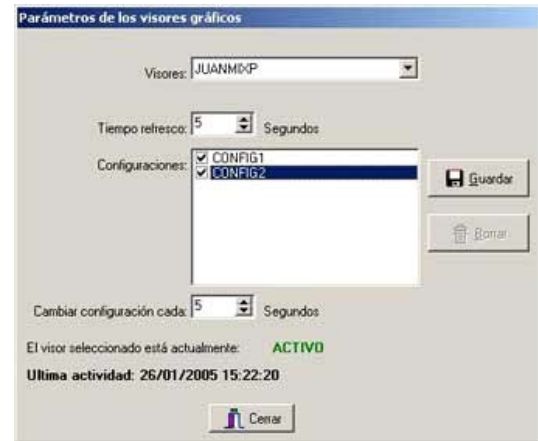 Parámetros de los visores gráficos
Visores: JUANMIXP
Tiempo refresco: 5 Segundos
Configuraciones: CONFIG1
CONFIG2
Guardar
Borrar
Cambiar configuración cada: 5 Segundos
El visor seleccionado está actualmente: ACTIVO
Ultima actividad: 26/01/2005 15:22:20
Cerrar